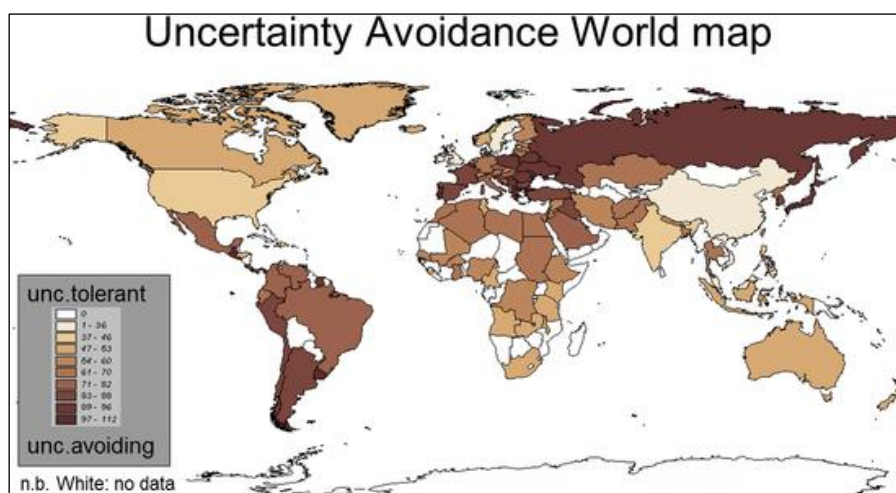 Uncertainty Avoidance World map
unc.tolerant
0
1 - 36
37 - 46
47 - 53
54 - 60
61 - 70
71 - 82
83 - 88
89 - 96
97 - 112
unc.avoiding
n.b. White: no data